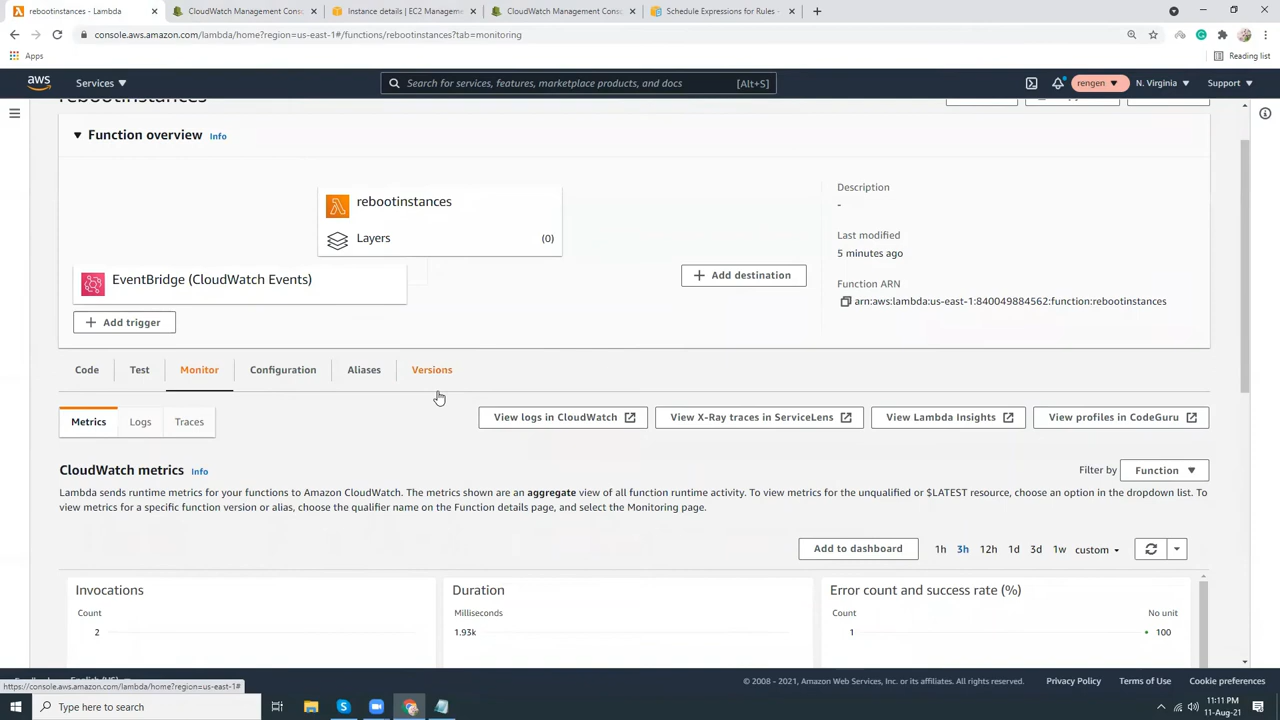 rebootinstances - Lambda
CloudWatch Management Cons
Instance details | EC2 Manageme
CloudWatch Management Cons
Schedule Expressions for Rules -
console.aws.amazon.com/lambda/home?region=us-east-1#/functions/rebootinstances?tab=monitoring
Apps
Reading list
aws
Services
Search for services, features, marketplace products, and docs
[Alt+S]
rengen
N. Virginia
Support
rebootinstances
Function overview
Info
rebootinstances
Layers
(0)
EventBridge (CloudWatch Events)
Add trigger
Add destination
Description
-
Last modified
5 minutes ago
Function ARN
arn:aws:lambda:us-east-1:840049884562:function:rebootinstances
Code
Test
Monitor
Configuration
Aliases
Versions
Metrics
Logs
Traces
View logs in CloudWatch
View X-Ray traces in ServiceLens
View Lambda Insights
View profiles in CodeGuru
CloudWatch metrics
Info
Filter by
Function
Lambda sends runtime metrics for your functions to Amazon CloudWatch. The metrics shown are an aggregate view of all function runtime activity. To view metrics for the unqualified or $LATEST resource, choose an option in the dropdown list. To
view metrics for a specific function version or alias, choose the qualifier name on the Function details page, and select the Monitoring page.
Add to dashboard
1h
3h
12h
1d
3d
1w
custom
Invocations
Count
2
Duration
Milliseconds
1.93k
Error count and success rate (%)
Count
No unit
1
100
https://console.aws.amazon.com/lambda/home?region=us-east-1#
© 2008 - 2021, Amazon Web Services, Inc. or its affiliates. All rights reserved.
Privacy Policy
Terms of Use
Cookie preferences
Type here to search
11:11 PM
11-Aug-21